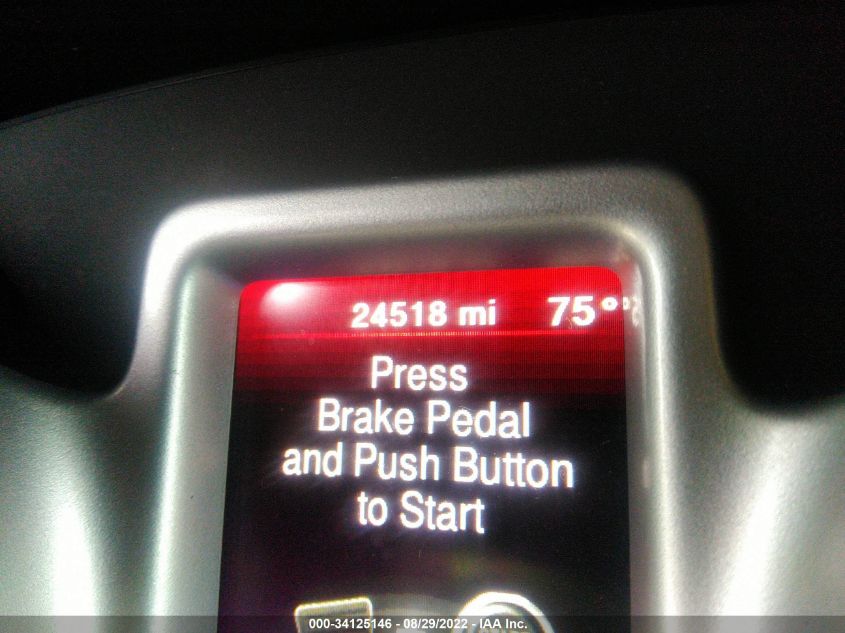 24518 mi 75°
Press
Brake Pedal
and Push Button
to Start
000-34125146 — 08/29/2022 - IAA Inc.